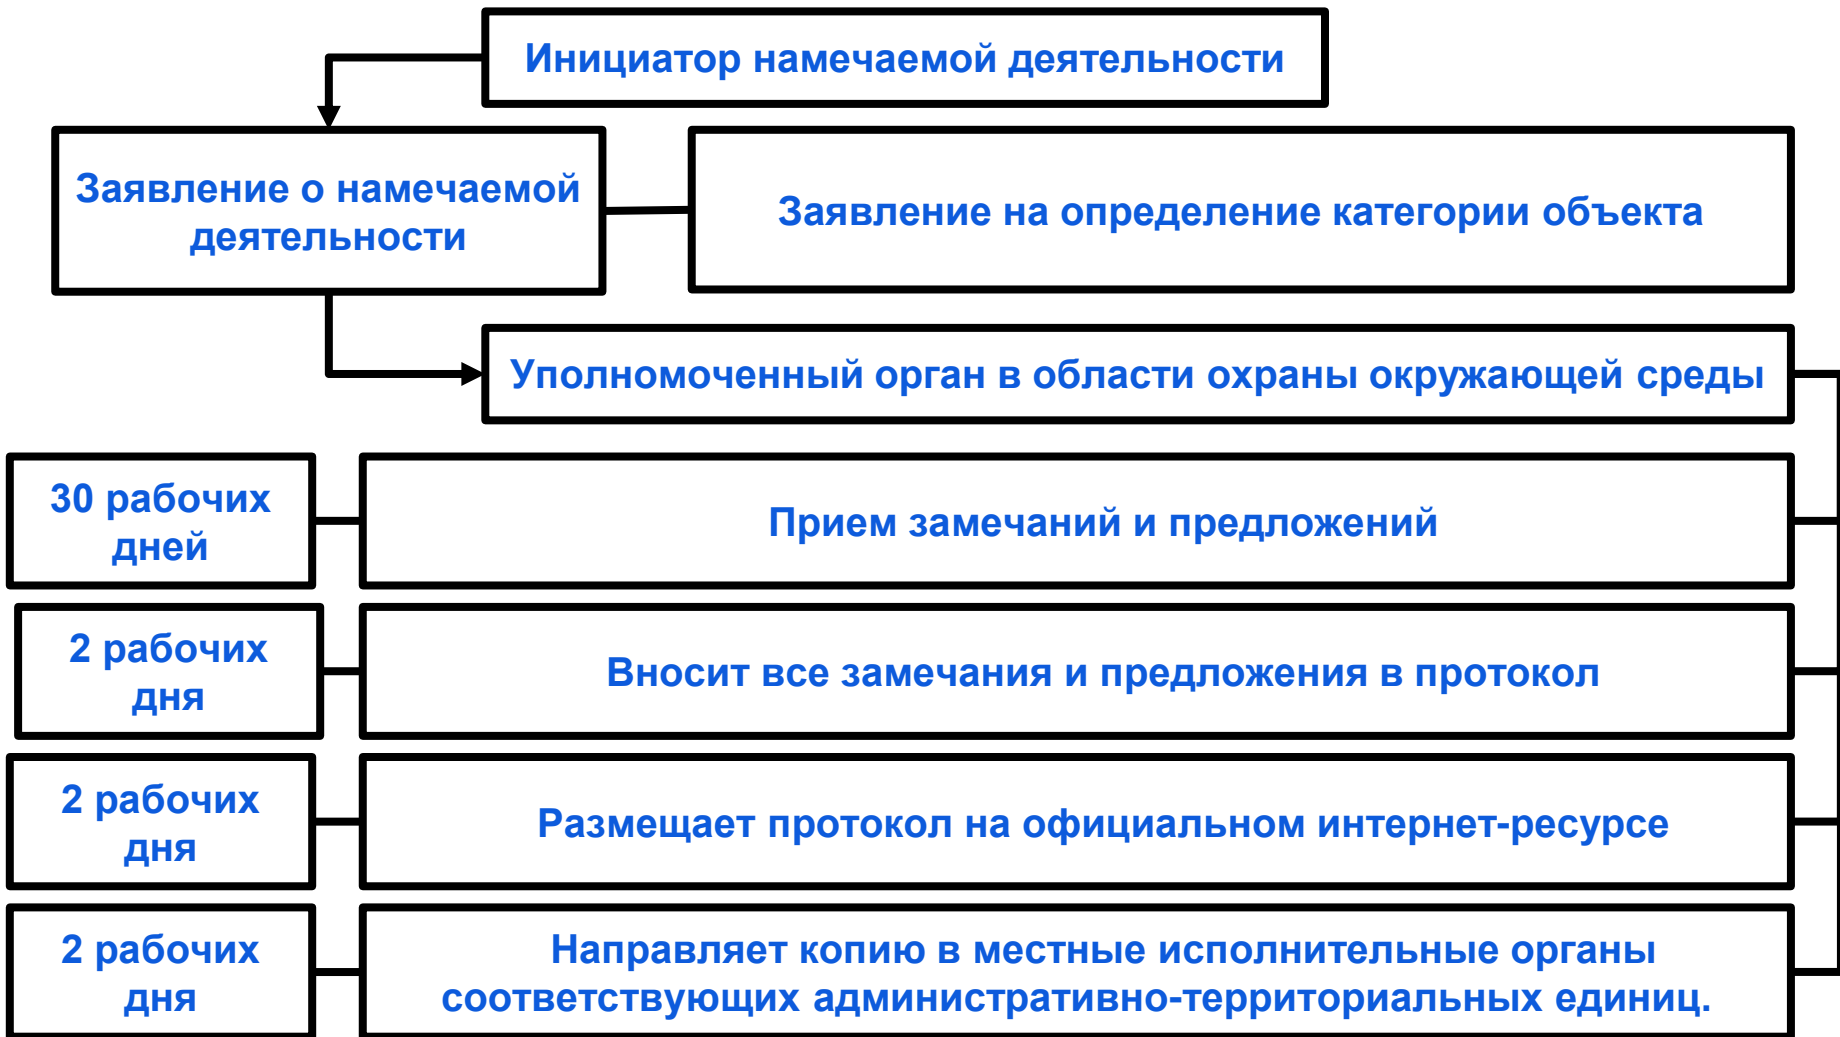 Инициатор намечаемой деятельности
Заявление о намечаемой
деятельности
Заявление на определение категории объекта
Уполномоченный орган в области охраны окружающей среды
30 рабочих
дней
Прием замечаний и предложений
2 рабочих
дня
Вносит все замечания и предложения в протокол
2 рабочих
дня
Размещает протокол на официальном интернет-ресурсе
2 рабочих
дня
Направляет копию в местные исполнительные органы
соответствующих административно-территориальных единиц.